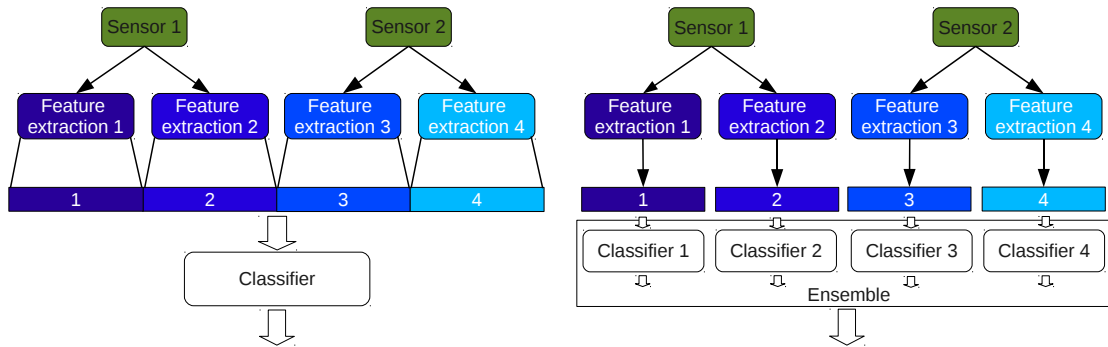 Sensor 1
Sensor 2
Feature
extraction 1
Feature
extraction 2
Feature
extraction 3
Feature
extraction 4
1
2
3
4
Classifier
Sensor 1
Sensor 2
Feature
extraction 1
Feature
extraction 2
Feature
extraction 3
Feature
extraction 4
1
2
3
4
Classifier 1
Classifier 2
Classifier 3
Classifier 4
Ensemble